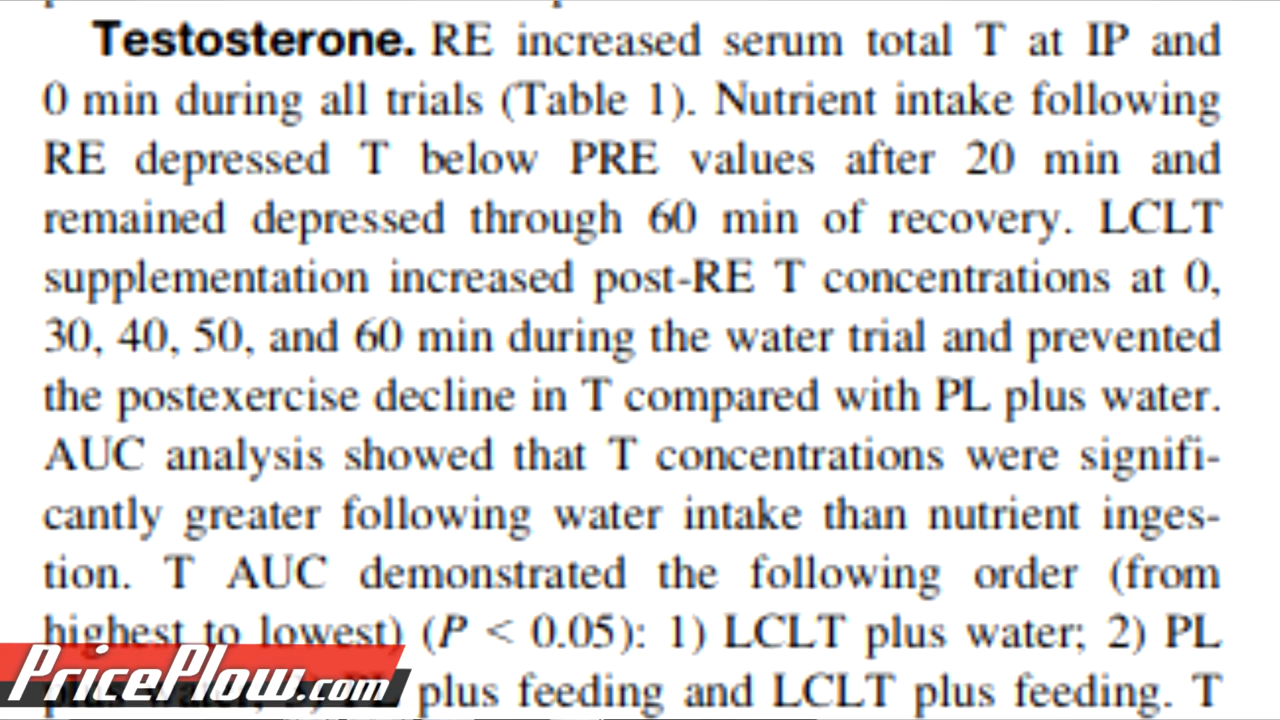 Testosterone. RE increased serum total T at IP and
0 min during all trials (Table 1). Nutrient intake following
RE depressed T below PRE values after 20 min and
remained depressed through 60 min of recovery. LCLT
supplementation increased post-RE T concentrations at 0,
30, 40, 50, and 60 min during the water trial and prevented
the postexercise decline in T compared with PL plus water.
AUC analysis showed that T concentrations were signifi-
cantly greater following water intake than nutrient inges-
tion. T AUC demonstrated the following order (from
highest to lowest) (P < 0.05): 1) LCLT plus water; 2) PL
plus feeding and LCLT plus feeding. T
PricePlow.com